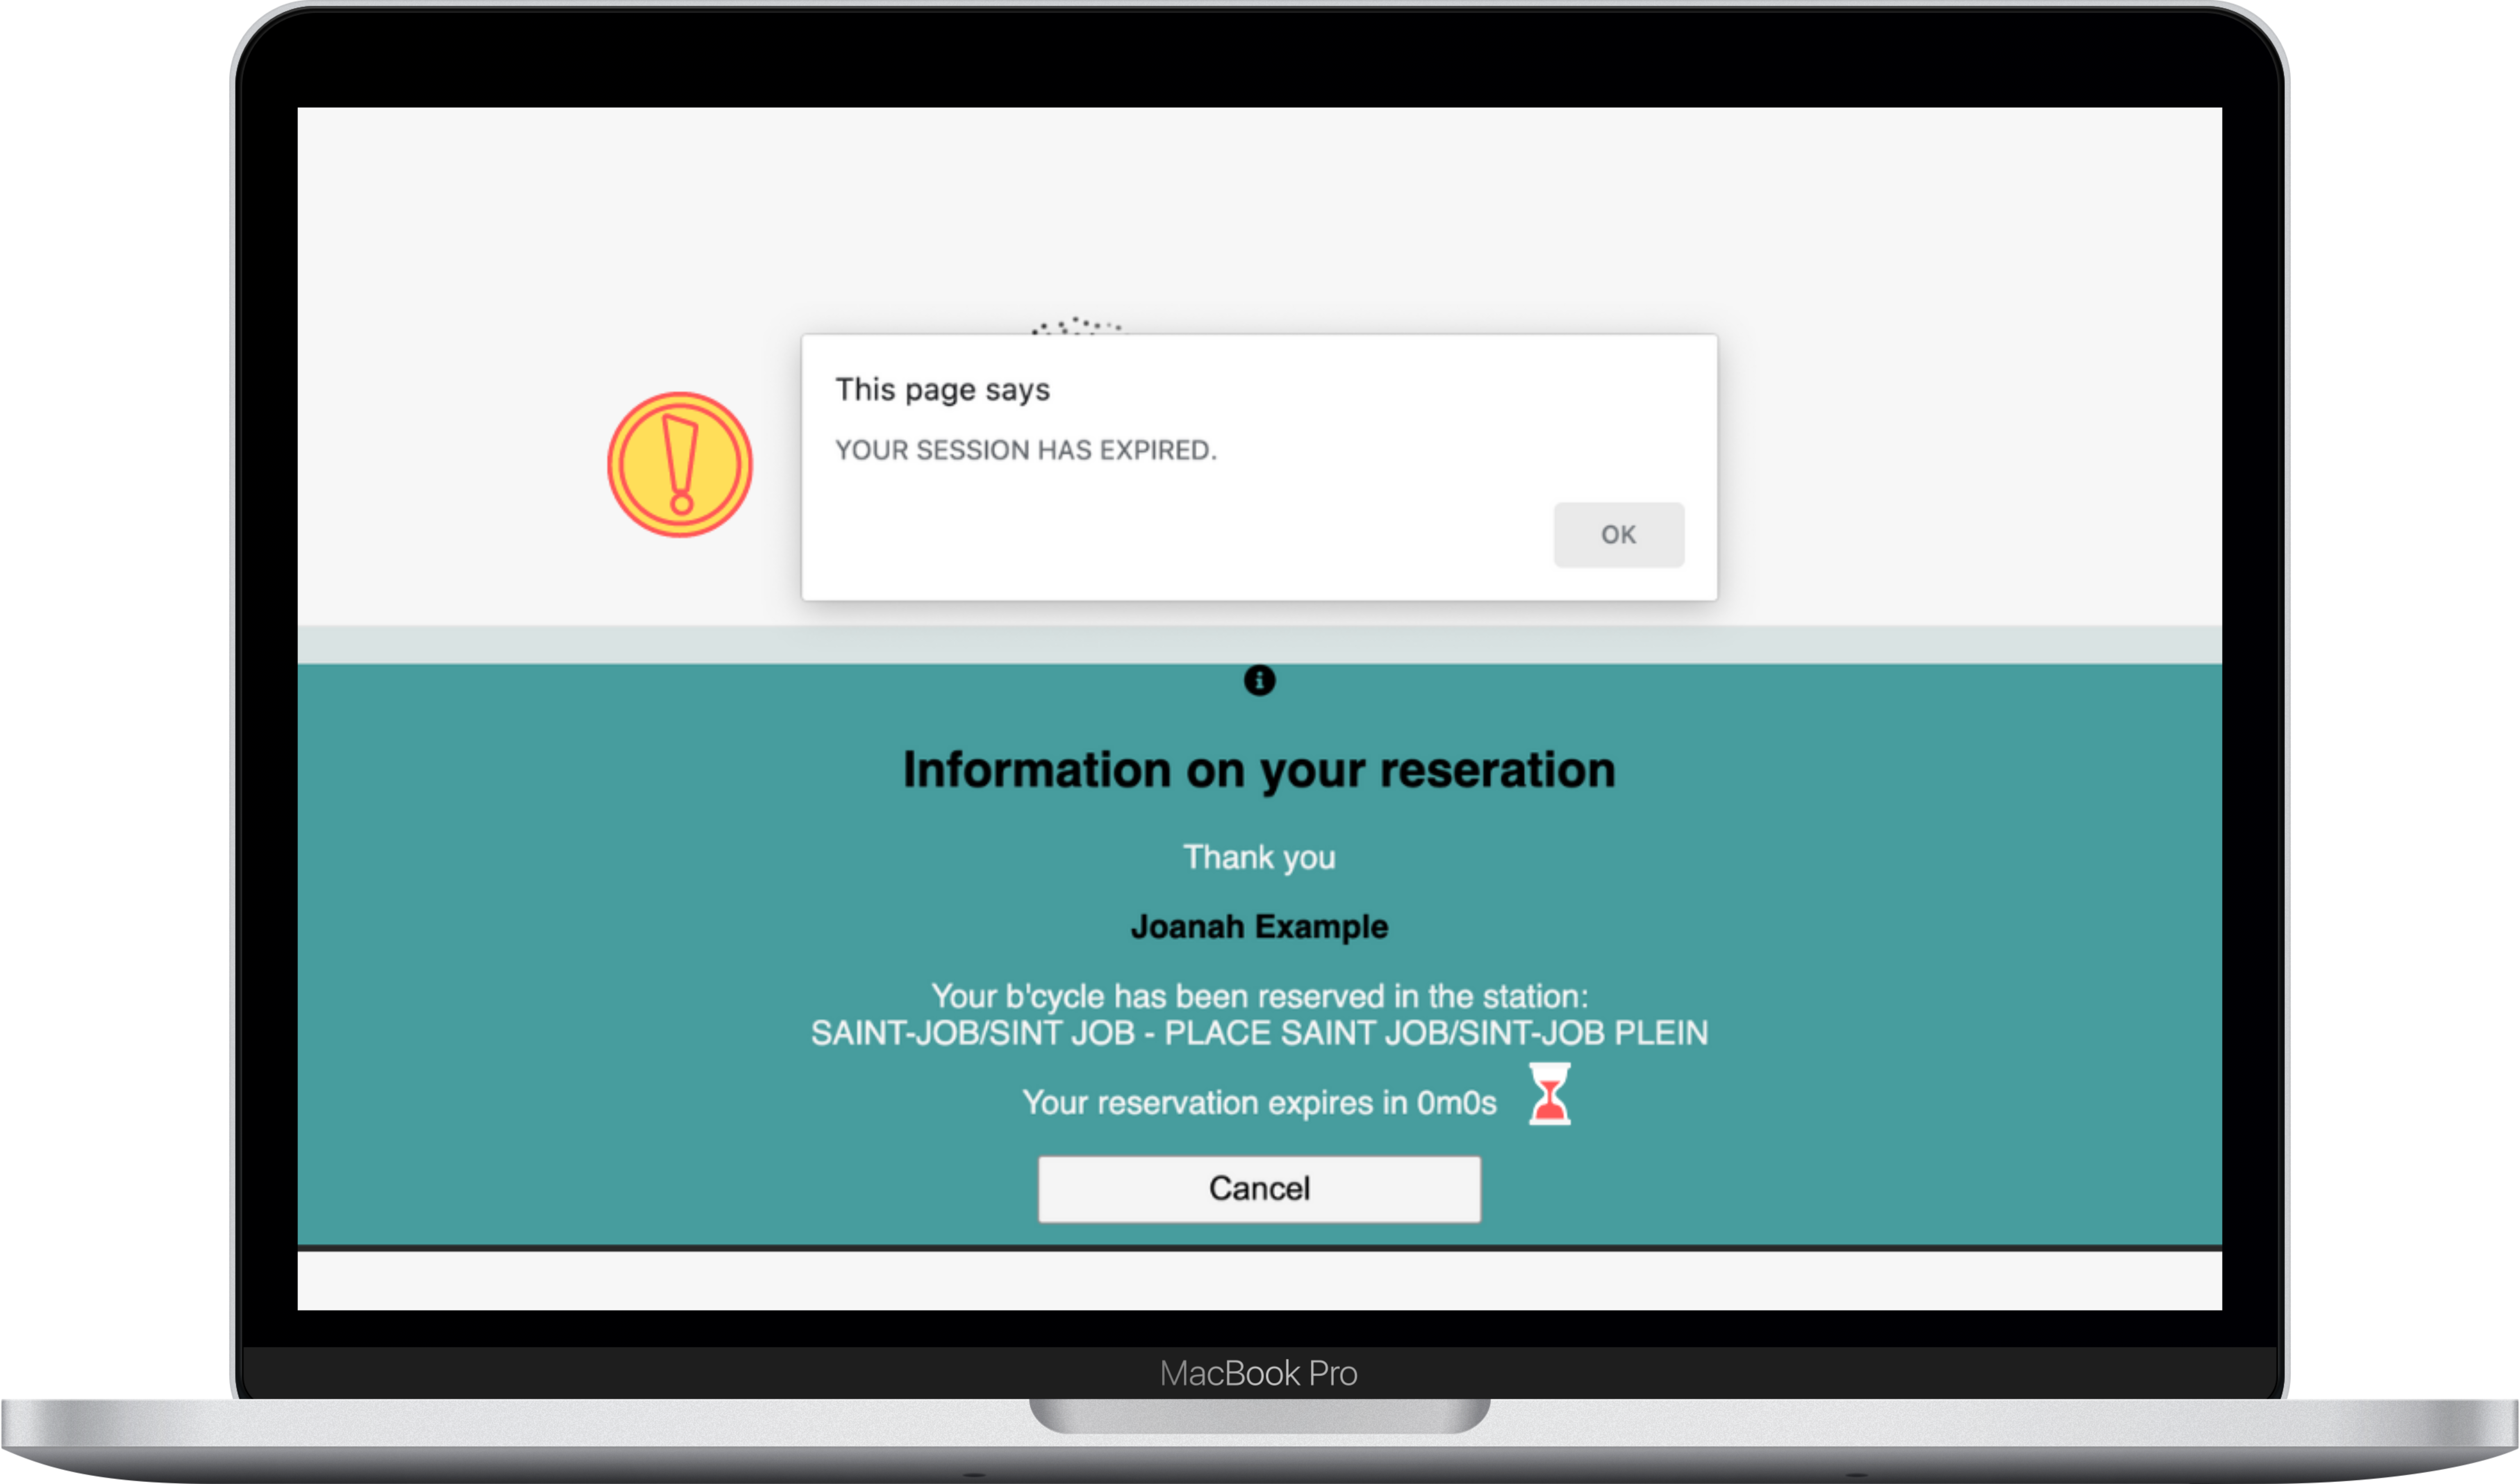 This page says
YOUR SESSION HAS EXPIRED.
OK
Information on your reseration
Thank you
Joanah Example
Your b'cycle has been reserved in the station:
SAINT-JOB/SINT JOB - PLACE SAINT JOB/SINT-JOB PLEIN
Your reservation expires in 0m0s
Cancel
MacBook Pro